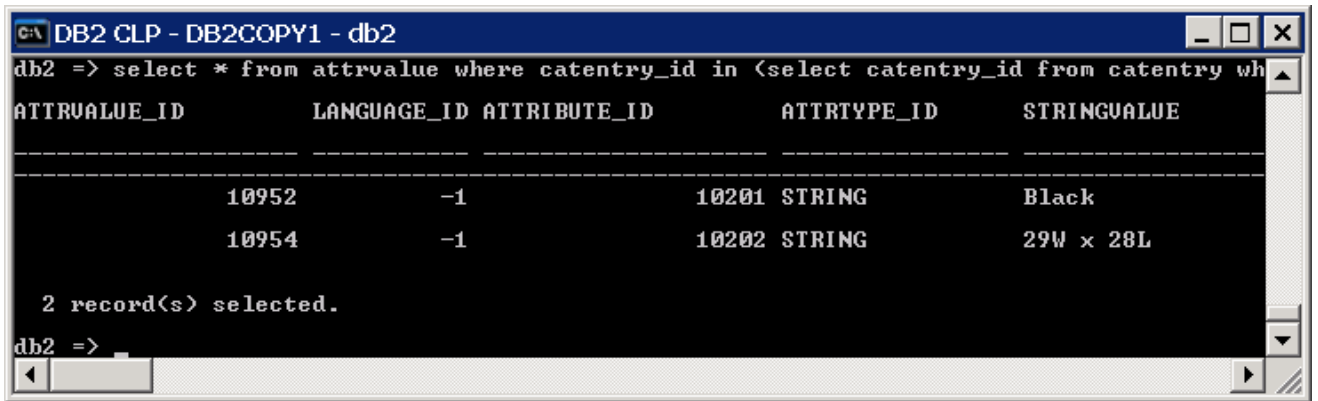 DB2 CLP - DB2COPY1 - db2
db2 => select * from attrvalue where catentry_id in (select catentry_id from catentry wh
ATTRVALUE_ID LANGUAGE_ID ATTRIBUTE_ID ATTRTYPE_ID STRINGVALUE
-------------------- ----------- -------------------- ---------------- -----------------
10952 -1 10201 STRING Black
10954 -1 10202 STRING 29W x 28L
2 record(s) selected.
db2 => _